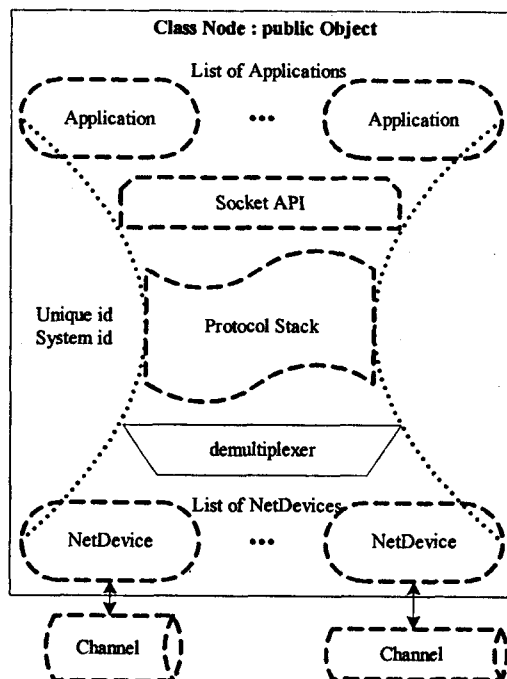 Class Node : public Object
List of Applications
Application
•••
Application
Socket API
Unique id
System id
Protocol Stack
demultiplexer
List of NetDevices
NetDevice
•••
NetDevice
Channel
Channel